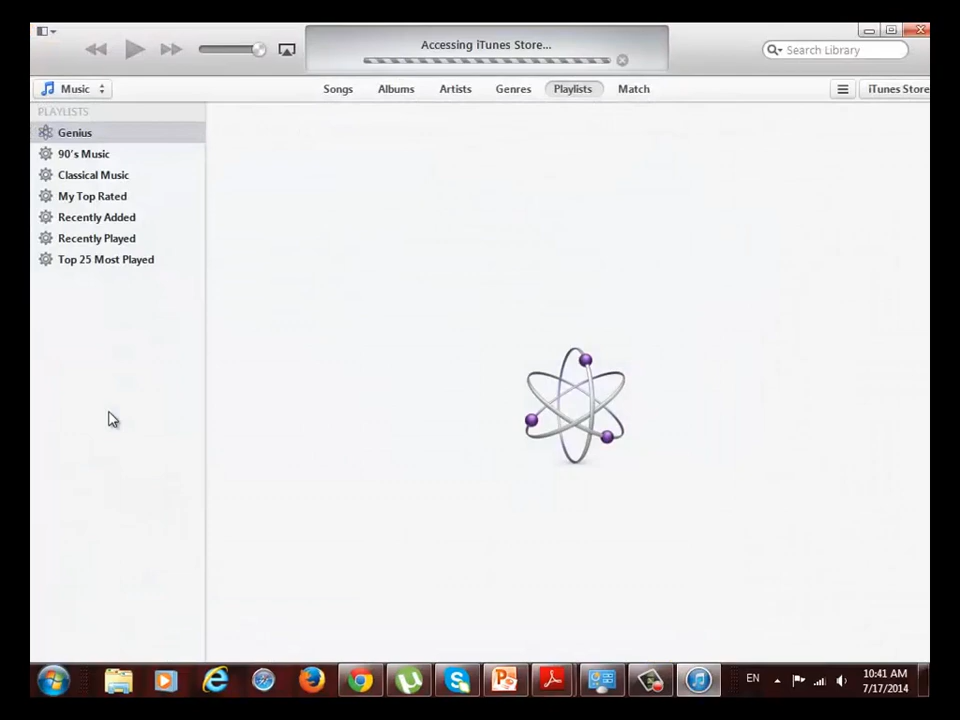 Accessing iTunes Store...
Search Library
Music
Songs
Albums
Artists
Genres
Playlists
Match
iTunes Store
PLAYLISTS
Genius
90's Music
Classical Music
My Top Rated
Recently Added
Recently Played
Top 25 Most Played
EN
10:41 AM
7/17/2014